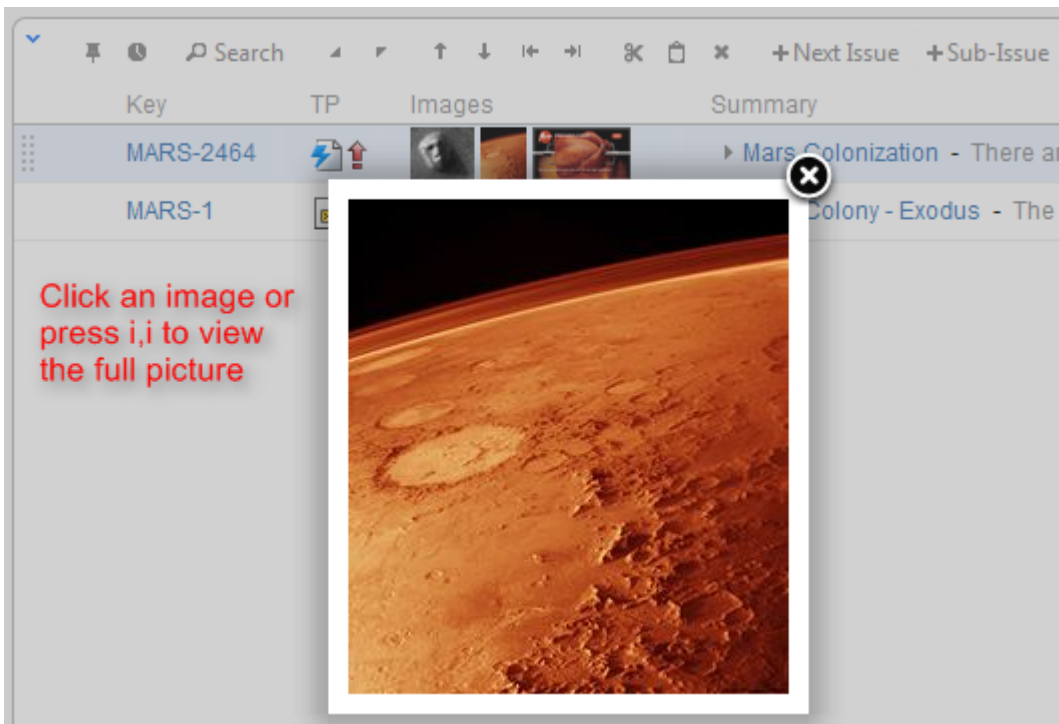 Search +Next Issue +Sub-Issue
Key TP Images Summary
MARS-2464 Mars Colonization - There ar
MARS-1 Colony - Exodus - The
Click an image or
press i,i to view
the full picture